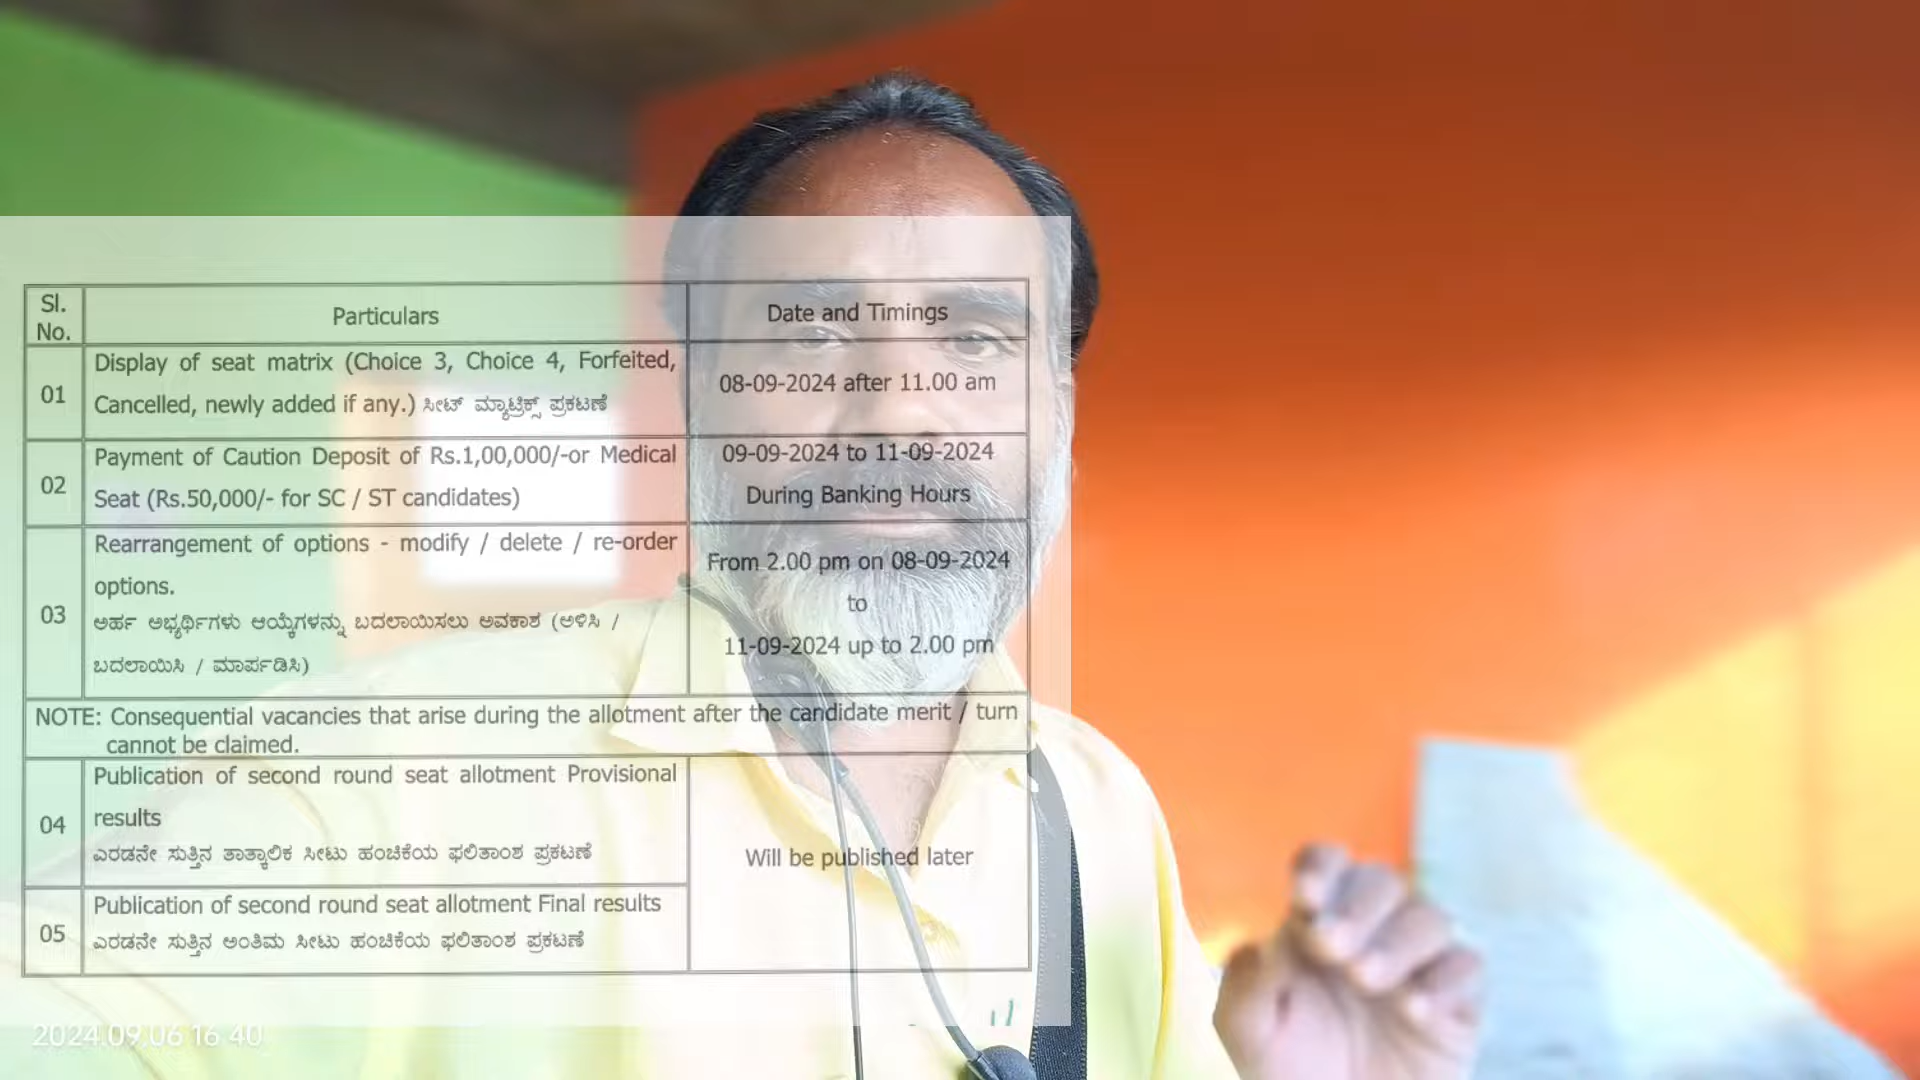 Sl.
No.
Particulars
Date and Timings
01
Display of seat matrix (Choice 3, Choice 4, Forfeited,
Cancelled, newly added if any.) ಸೀಟ್ ಮ್ಯಾಟ್ರಿಕ್ಸ್ ಪ್ರಕಟಣೆ
08-09-2024 after 11.00 am
02
Payment of Caution Deposit of Rs.1,00,000/-or Medical
Seat (Rs.50,000/- for SC / ST candidates)
09-09-2024 to 11-09-2024
During Banking Hours
03
Rearrangement of options - modify / delete / re-order
options.
ಅರ್ಹ ಅಭ್ಯರ್ಥಿಗಳು ಆಯ್ಕೆಗಳನ್ನು ಬದಲಾಯಿಸಲು ಅವಕಾಶ (ಅಳಿಸಿ /
ಬದಲಾಯಿಸಿ / ಮಾರ್ಪಡಿಸಿ)
From 2.00 pm on 08-09-2024
to
11-09-2024 up to 2.00 pm
NOTE: Consequential vacancies that arise during the allotment after the candidate merit / turn
cannot be claimed.
04
Publication of second round seat allotment Provisional
results
ಎರಡನೇ ಸುತ್ತಿನ ತಾತ್ಕಾಲಿಕ ಸೀಟು ಹಂಚಿಕೆಯ ಫಲಿತಾಂಶ ಪ್ರಕಟಣೆ
Will be published later
05
Publication of second round seat allotment Final results
ಎರಡನೇ ಸುತ್ತಿನ ಅಂತಿಮ ಸೀಟು ಹಂಚಿಕೆಯ ಫಲಿತಾಂಶ ಪ್ರಕಟಣೆ
2024.09.06 16 40